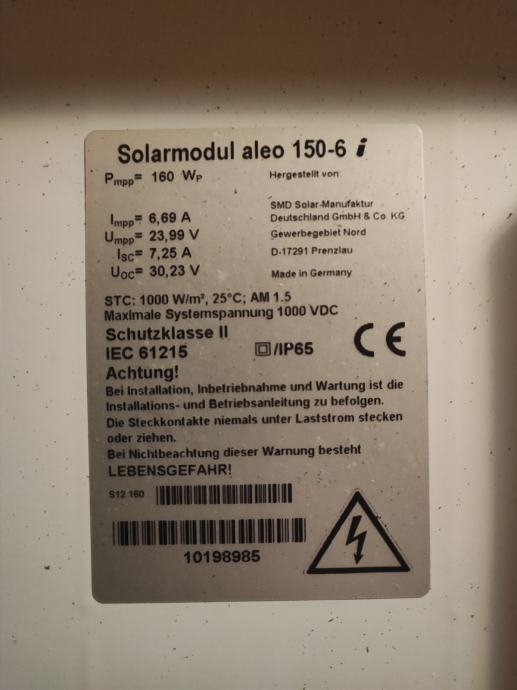 Solarmodul aleo 150-6 i
Pmpp= 160 WP
Hergestellt von:
Impp= 6,69 A
Umpp= 23,99 V
ISC= 7,25 A
UOC= 30,23 V
SMD Solar-Manufaktur
Deutschland GmbH & Co. KG
Gewerbegebiet Nord
D-17291 Prenzlau
Made in Germany
STC: 1000 W/m², 25°C; AM 1.5
Maximale Systemspannung 1000 VDC
Schutzklasse II
IEC 61215
/IP65
CE
Achtung!
Bei Installation, Inbetriebnahme und Wartung ist die
Installations- und Betriebsanleitung zu befolgen.
Die Steckkontakte niemals unter Laststrom stecken
oder ziehen.
Bei Nichtbeachtung dieser Warnung besteht
LEBENSGEFAHR!
S12.160
10198985